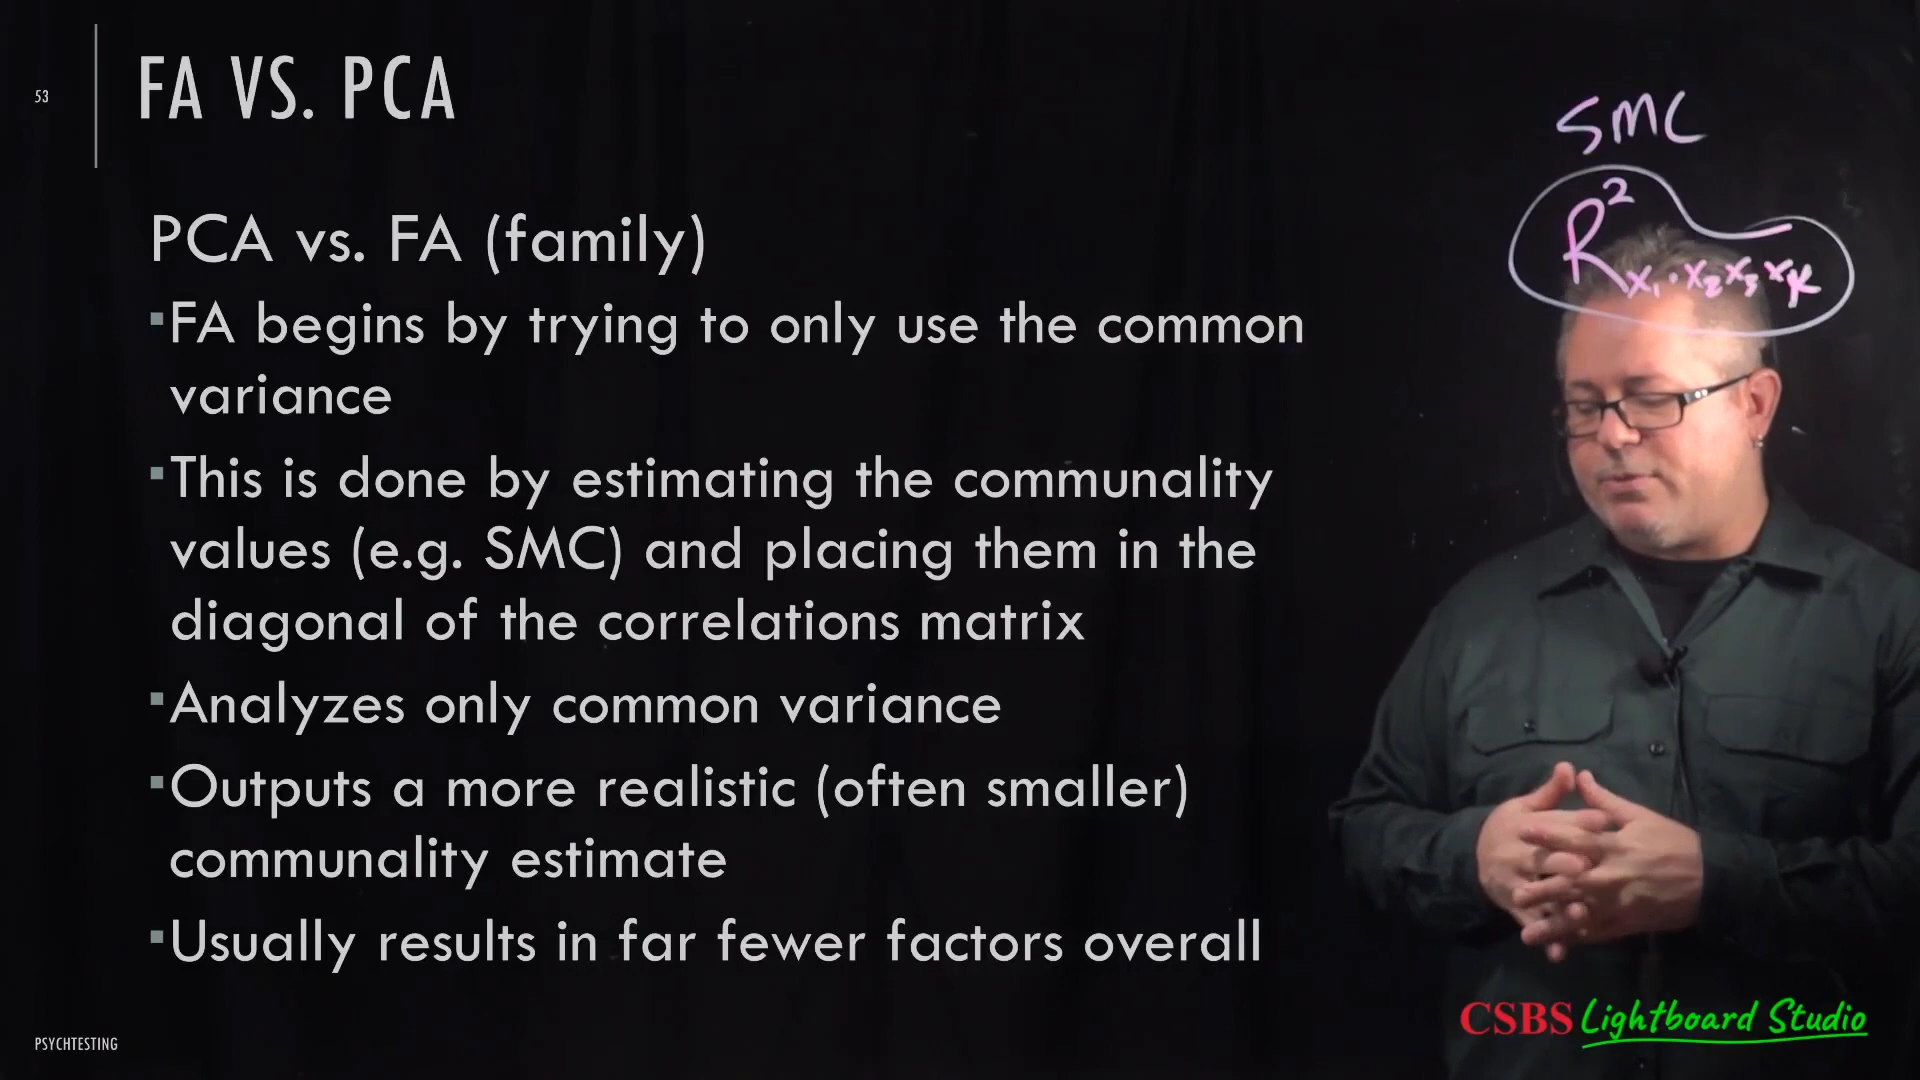 53
FA VS. PCA
PCA vs. FA (family)
▪FA begins by trying to only use the common
variance
▪This is done by estimating the communality
values (e.g. SMC) and placing them in the
diagonal of the correlations matrix
▪Analyzes only common variance
▪Outputs a more realistic (often smaller)
communality estimate
▪Usually results in far fewer factors overall
PSYCHTESTING
SMC
R²x₁·x₂x₃xₖ
CSBS Lightboard Studio